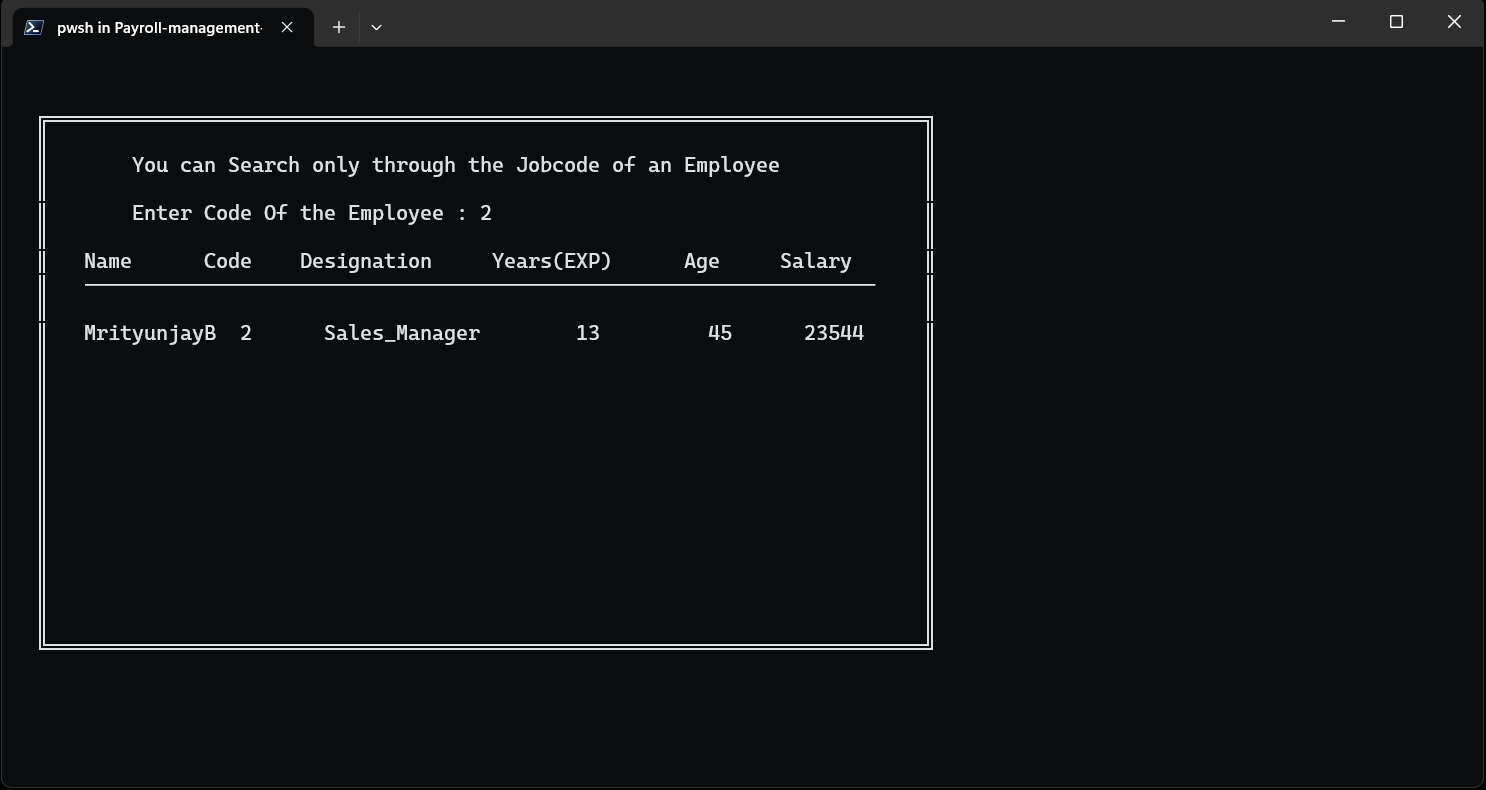 pwsh in Payroll-management-
You can Search only through the Jobcode of an Employee
Enter Code Of the Employee : 2
Name Code Designation Years(EXP) Age Salary
MrityunjayB 2 Sales_Manager 13 45 23544